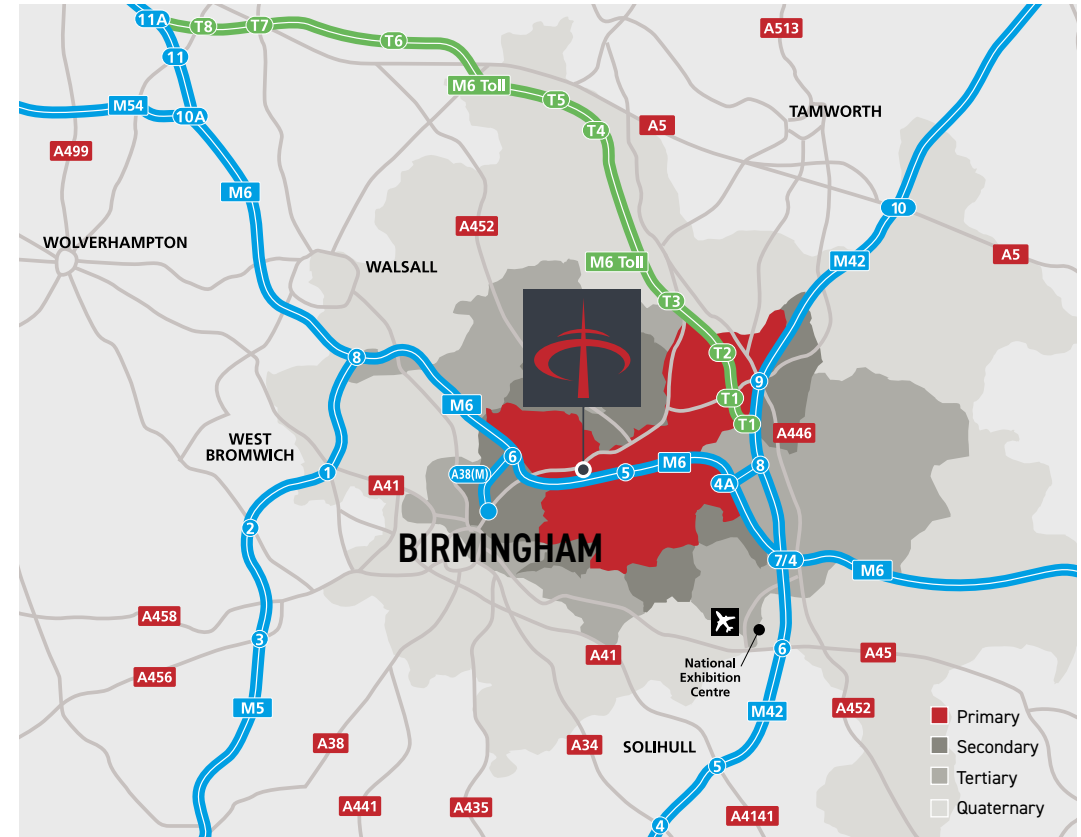 11A
T8
T7
T6
A513
11
M6 Toll
T5
M54
10A
T4
A5
TAMWORTH
A499
M6
10
A452
WOLVERHAMPTON
WALSALL
M6 Toll
M42
A5
T3
8
T2
9
M6
T1
T1
A446
WEST
BROMWICH
6
1
A38(M)
5
M6
8
4A
A41
2
BIRMINGHAM
7/4
M6
A458
3
6
A41
A45
National
Exhibition
Centre
A456
M5
M42
A452
A38
A34
SOLIHULL
5
A441
A435
4
A4141
Primary
Secondary
Tertiary
Quaternary